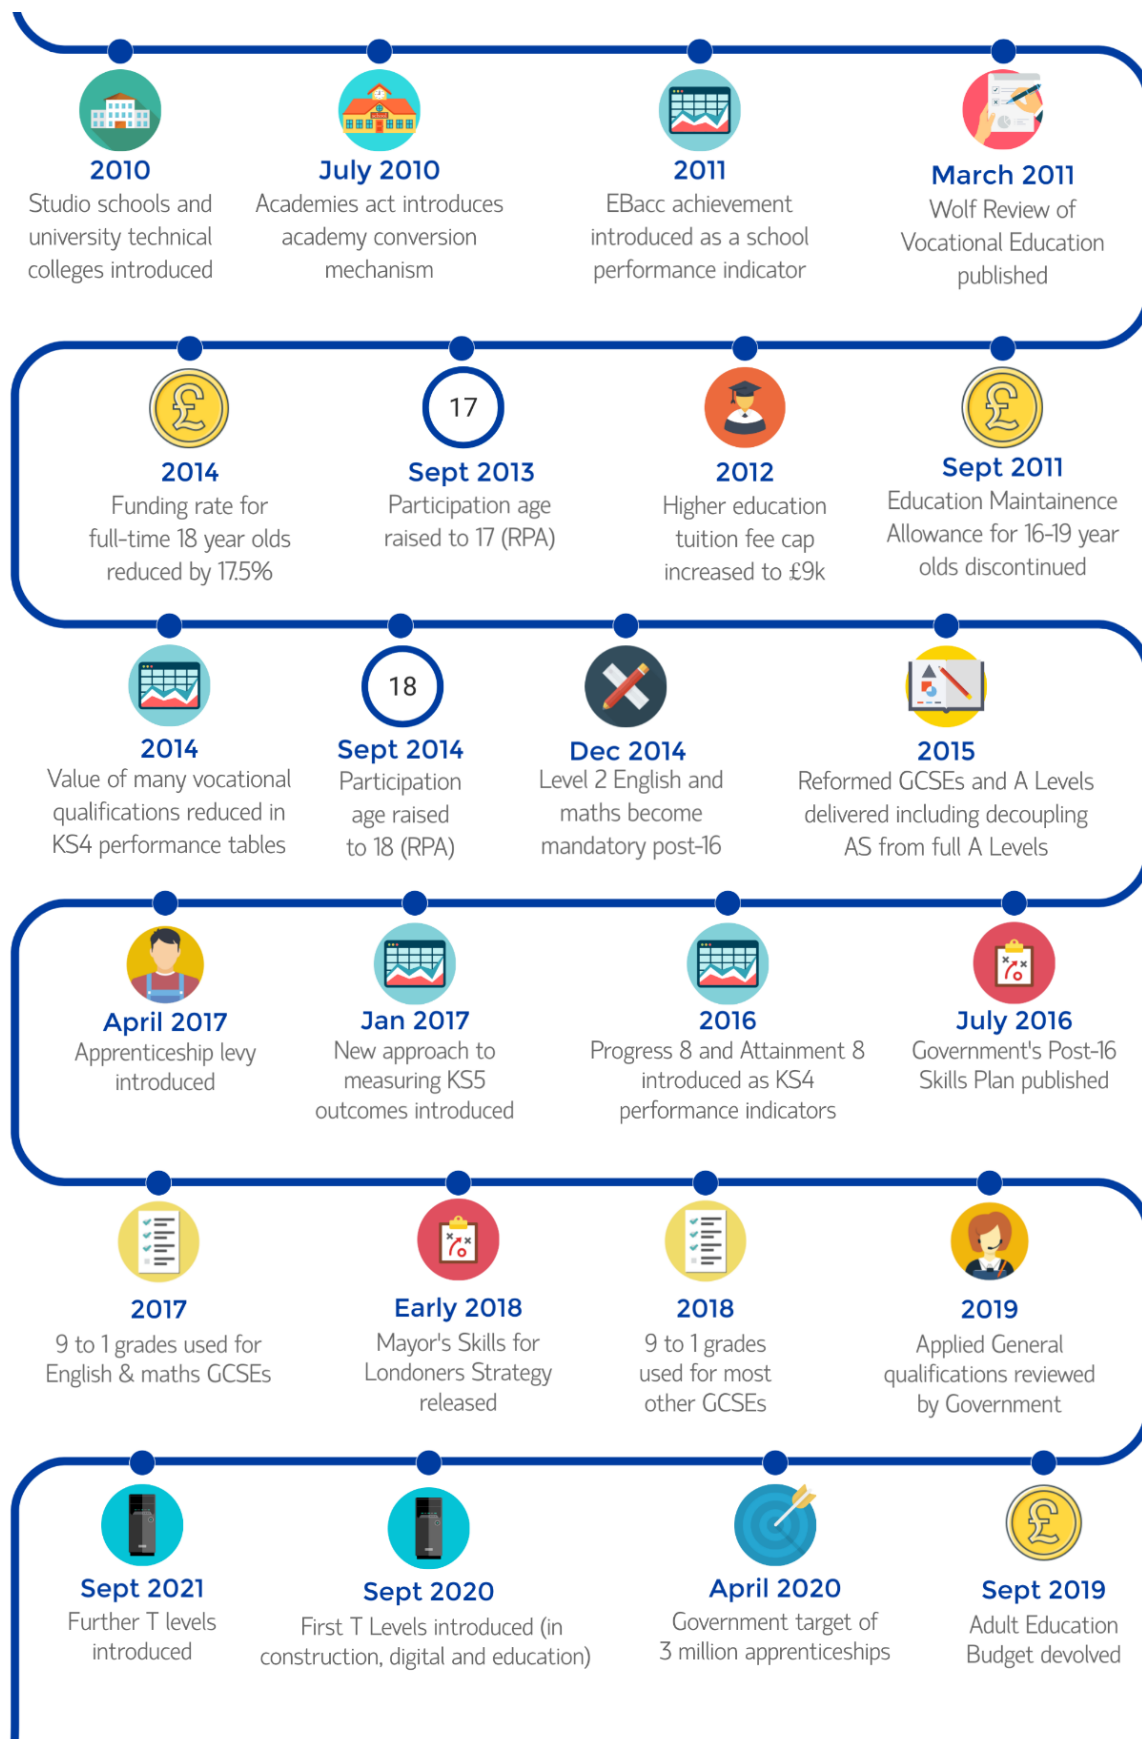 2010
Studio schools and
university technical
colleges introduced
July 2010
Academies act introduces
academy conversion
mechanism
2011
EBacc achievement
introduced as a school
performance indicator
March 2011
Wolf Review of
Vocational Education
published
2014
Funding rate for
full-time 18 year olds
reduced by 17.5%
17
Sept 2013
Participation age
raised to 17 (RPA)
2012
Higher education
tuition fee cap
increased to £9k
Sept 2011
Education Maintainence
Allowance for 16-19 year
olds discontinued
2014
Value of many vocational
qualifications reduced in
KS4 performance tables
18
Sept 2014
Participation
age raised
to 18 (RPA)
Dec 2014
Level 2 English and
maths become
mandatory post-16
2015
Reformed GCSEs and A Levels
delivered including decoupling
AS from full A Levels
April 2017
Apprenticeship levy
introduced
Jan 2017
New approach to
measuring KS5
outcomes introduced
2016
Progress 8 and Attainment 8
introduced as KS4
performance indicators
July 2016
Government's Post-16
Skills Plan published
2017
9 to 1 grades used for
English & maths GCSEs
Early 2018
Mayor's Skills for
Londoners Strategy
released
2018
9 to 1 grades
used for most
other GCSEs
2019
Applied General
qualifications reviewed
by Government
Sept 2021
Further T levels
introduced
Sept 2020
First T Levels introduced (in
construction, digital and education)
April 2020
Government target of
3 million apprenticeships
Sept 2019
Adult Education
Budget devolved